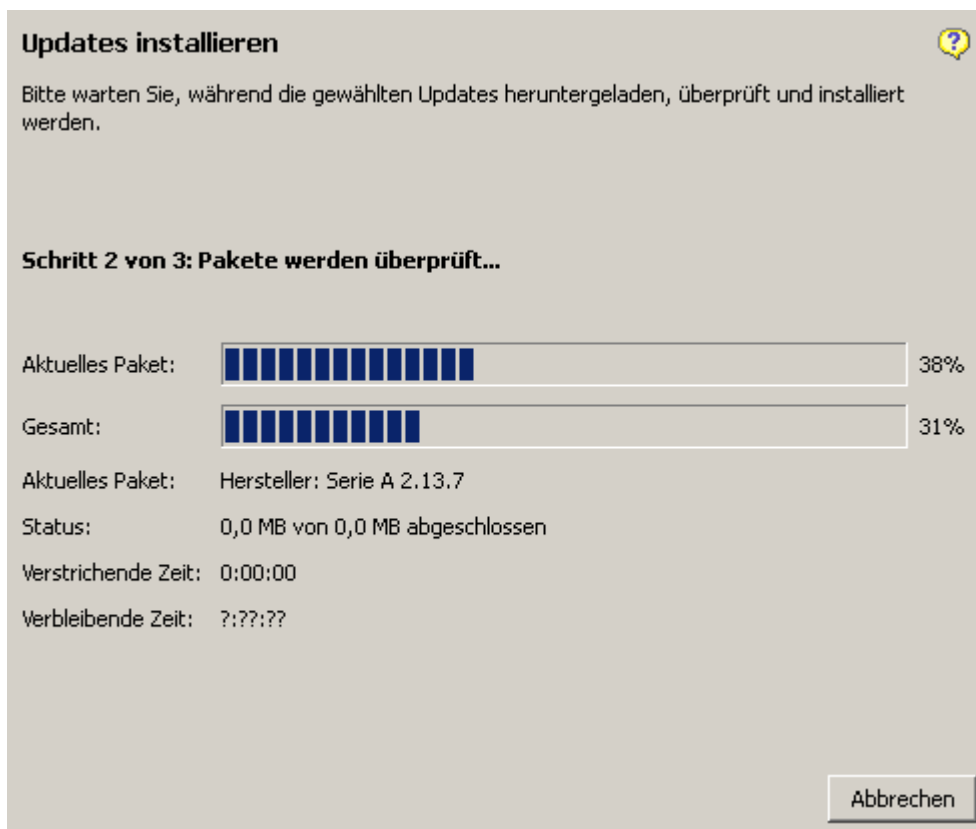 Updates installieren
?
Bitte warten Sie, während die gewählten Updates heruntergeladen, überprüft und installiert
werden.
Schritt 2 von 3: Pakete werden überprüft...
Aktuelles Paket: 38%
Gesamt: 31%
Aktuelles Paket: Hersteller: Serie A 2.13.7
Status: 0,0 MB von 0,0 MB abgeschlossen
Verstrichende Zeit: 0:00:00
Verbleibende Zeit: ?:??:??
Abbrechen